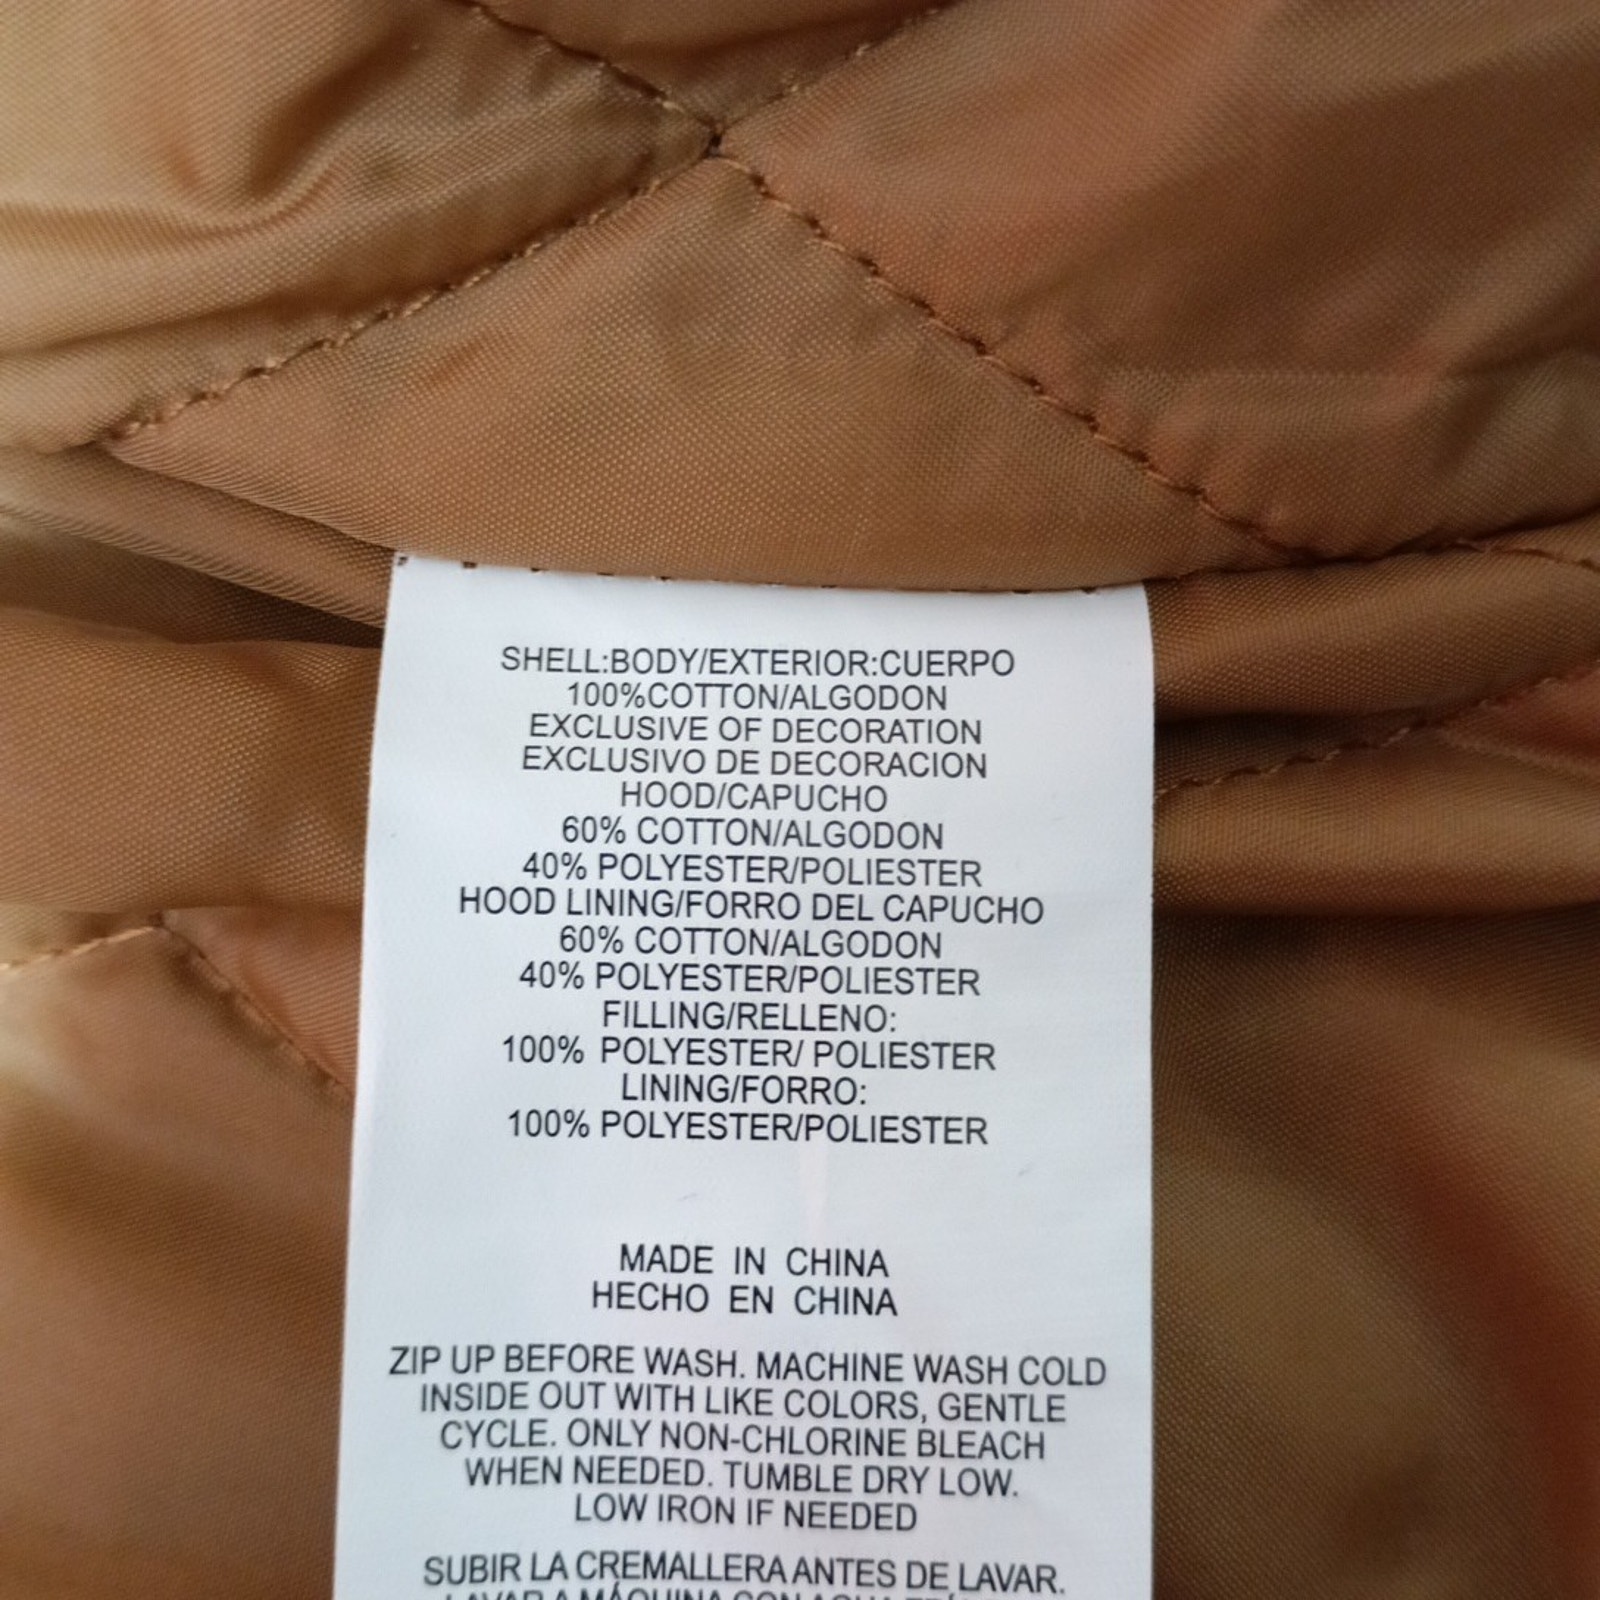 SHELL:BODY/EXTERIOR:CUERPO
100%COTTON/ALGODON
EXCLUSIVE OF DECORATION
EXCLUSIVO DE DECORACION
HOOD/CAPUCHO
60% COTTON/ALGODON
40% POLYESTER/POLIESTER
HOOD LINING/FORRO DEL CAPUCHO
60% COTTON/ALGODON
40% POLYESTER/POLIESTER
FILLING/RELLENO:
100% POLYESTER/ POLIESTER
LINING/FORRO:
100% POLYESTER/POLIESTER
MADE IN CHINA
HECHO EN CHINA
ZIP UP BEFORE WASH. MACHINE WASH COLD
INSIDE OUT WITH LIKE COLORS, GENTLE
CYCLE. ONLY NON-CHLORINE BLEACH
WHEN NEEDED. TUMBLE DRY LOW.
LOW IRON IF NEEDED
SUBIR LA CREMALLERA ANTES DE LAVAR.
LAVAR A MÁQUINA CON AGUA